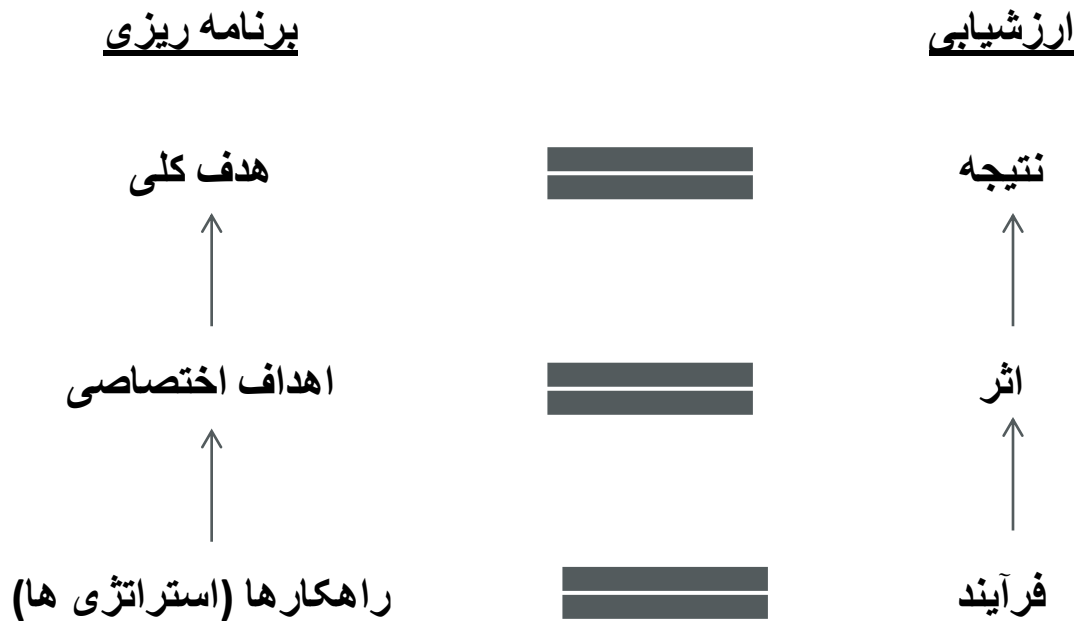 ارزشیابی برنامه ریزی
نتیجه هدف کلی
اثر اهداف اختصاصی
فرآیند راهکارها (استراتژی ها)